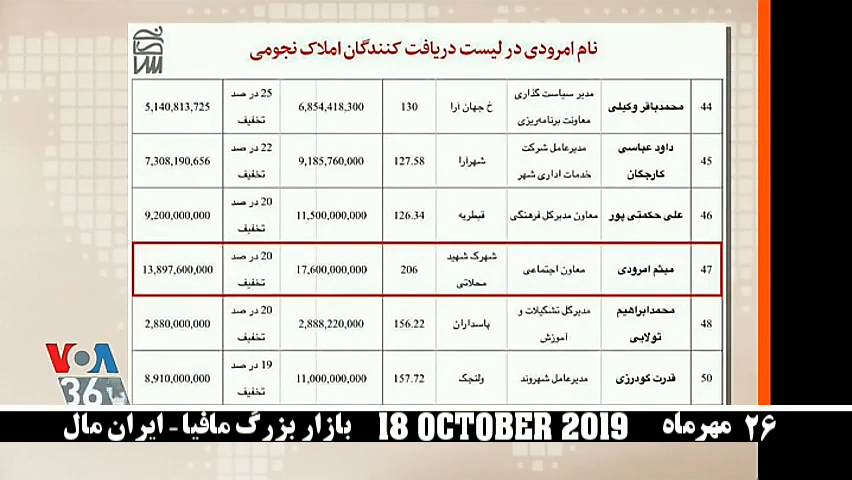 نام امرودی در لیست دریافت کنندگان املاک نجومی
44 محمدباقر وکیلی مدیر سیاست گذاری معاونت برنامه‌ریزی خ جهان آرا 130 6,854,418,300 25 در صد تخفیف 5,140,813,725
45 داود عباسی کارجگان مدیرعامل شرکت خدمات اداری شهر شهرآرا 127.58 9,185,760,000 22 در صد تخفیف 7,308,190,656
46 علی حکمتی پور معاون مدیرکل فرهنگی قیطریه 126.34 11,500,000,000 20 در صد تخفیف 9,200,000,000
47 میثم امرودی معاون اجتماعی شهرک شهید محلاتی 206 17,600,000,000 20 در صد تخفیف 13,897,600,000
48 محمدابراهیم تولایی مدیرکل تشکیلات و آموزش پاسداران 156.22 2,888,220,000 20 در صد تخفیف 2,880,000,000
50 قدرت گودرزی مدیرعامل شهروند ولنجک 157.72 11,000,000,000 19 در صد تخفیف 8,910,000,000
VOA
36
۲۶ مهرماه 18 OCTOBER 2019 بازار بزرگ مافیا - ایران مال